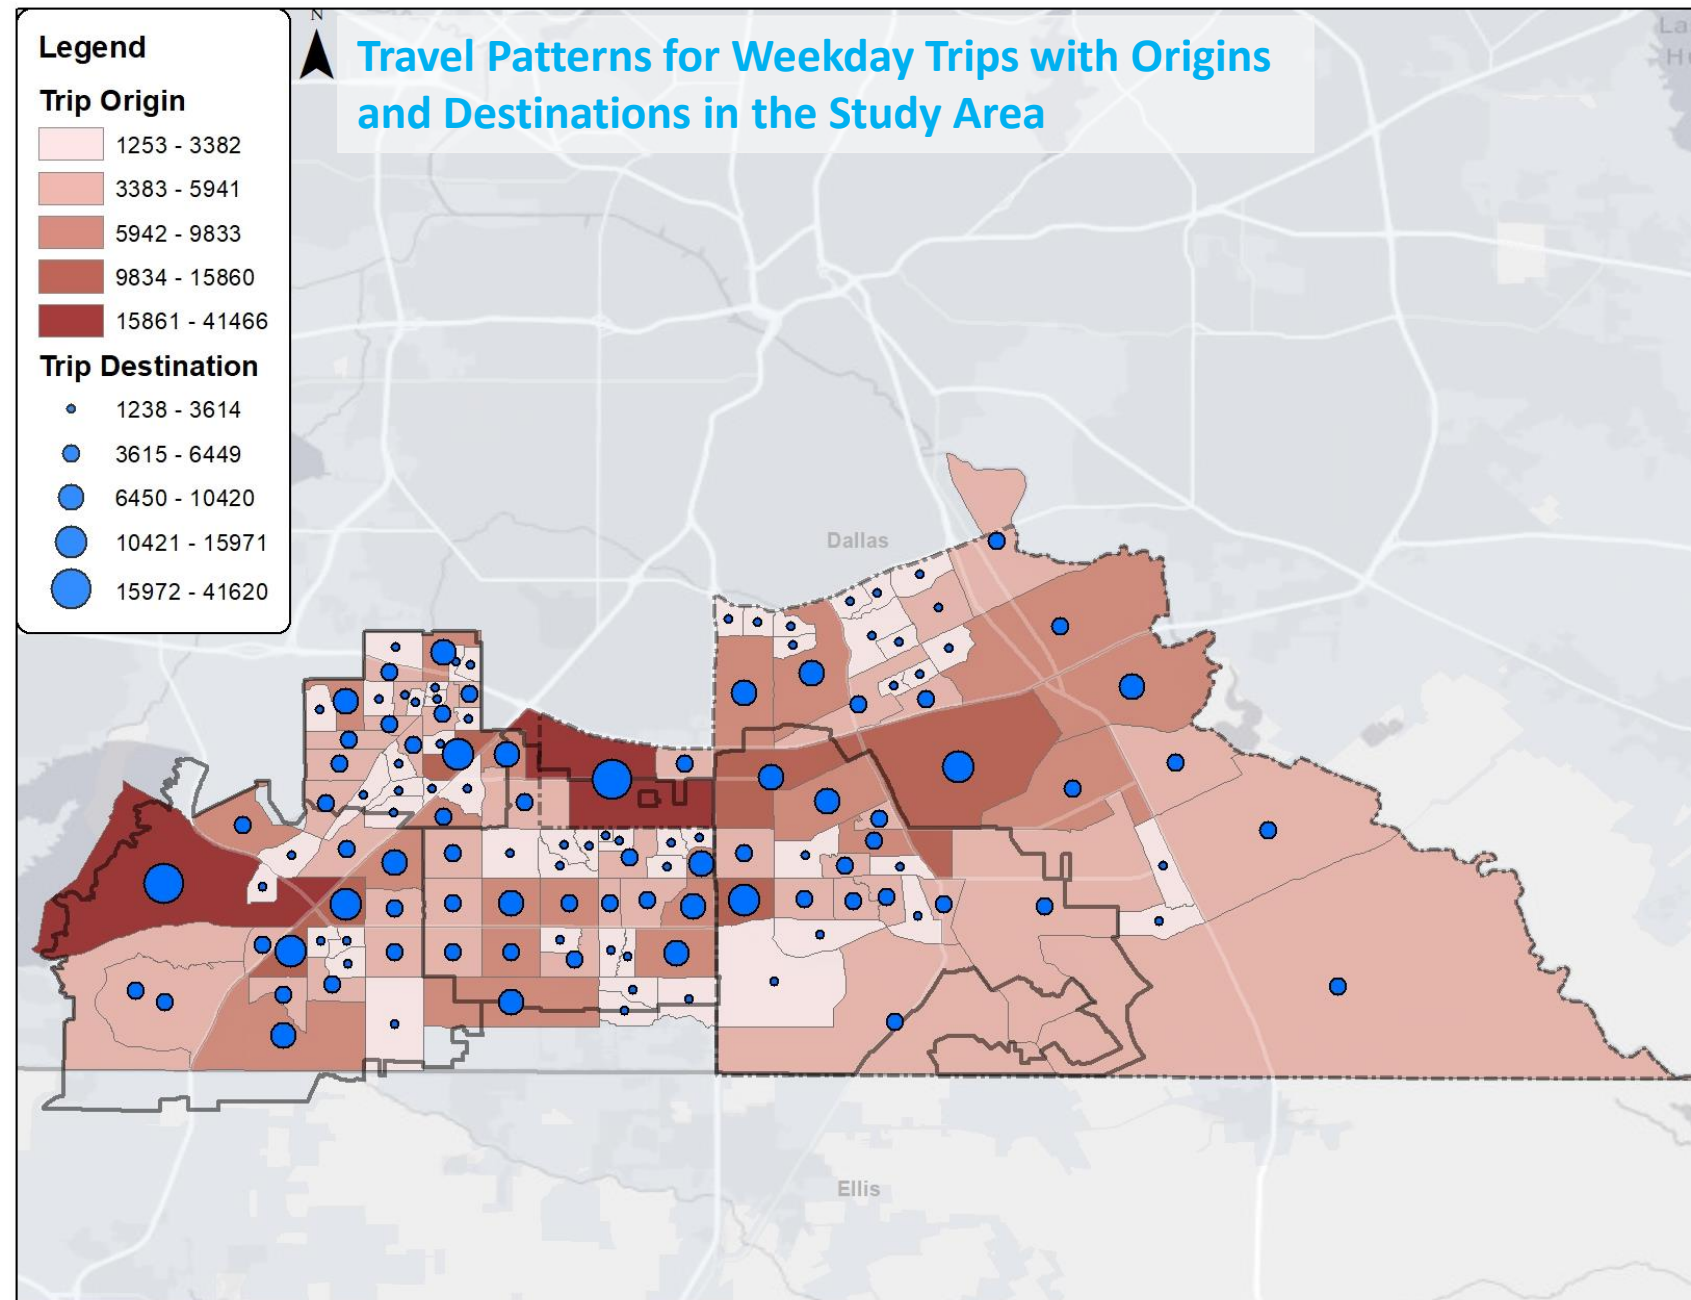 Legend
Trip Origin
1253 - 3382
3383 - 5941
5942 - 9833
9834 - 15860
15861 - 41466
Trip Destination
1238 - 3614
3615 - 6449
6450 - 10420
10421 - 15971
15972 - 41620
N
Travel Patterns for Weekday Trips with Origins
and Destinations in the Study Area
Dallas
Ellis